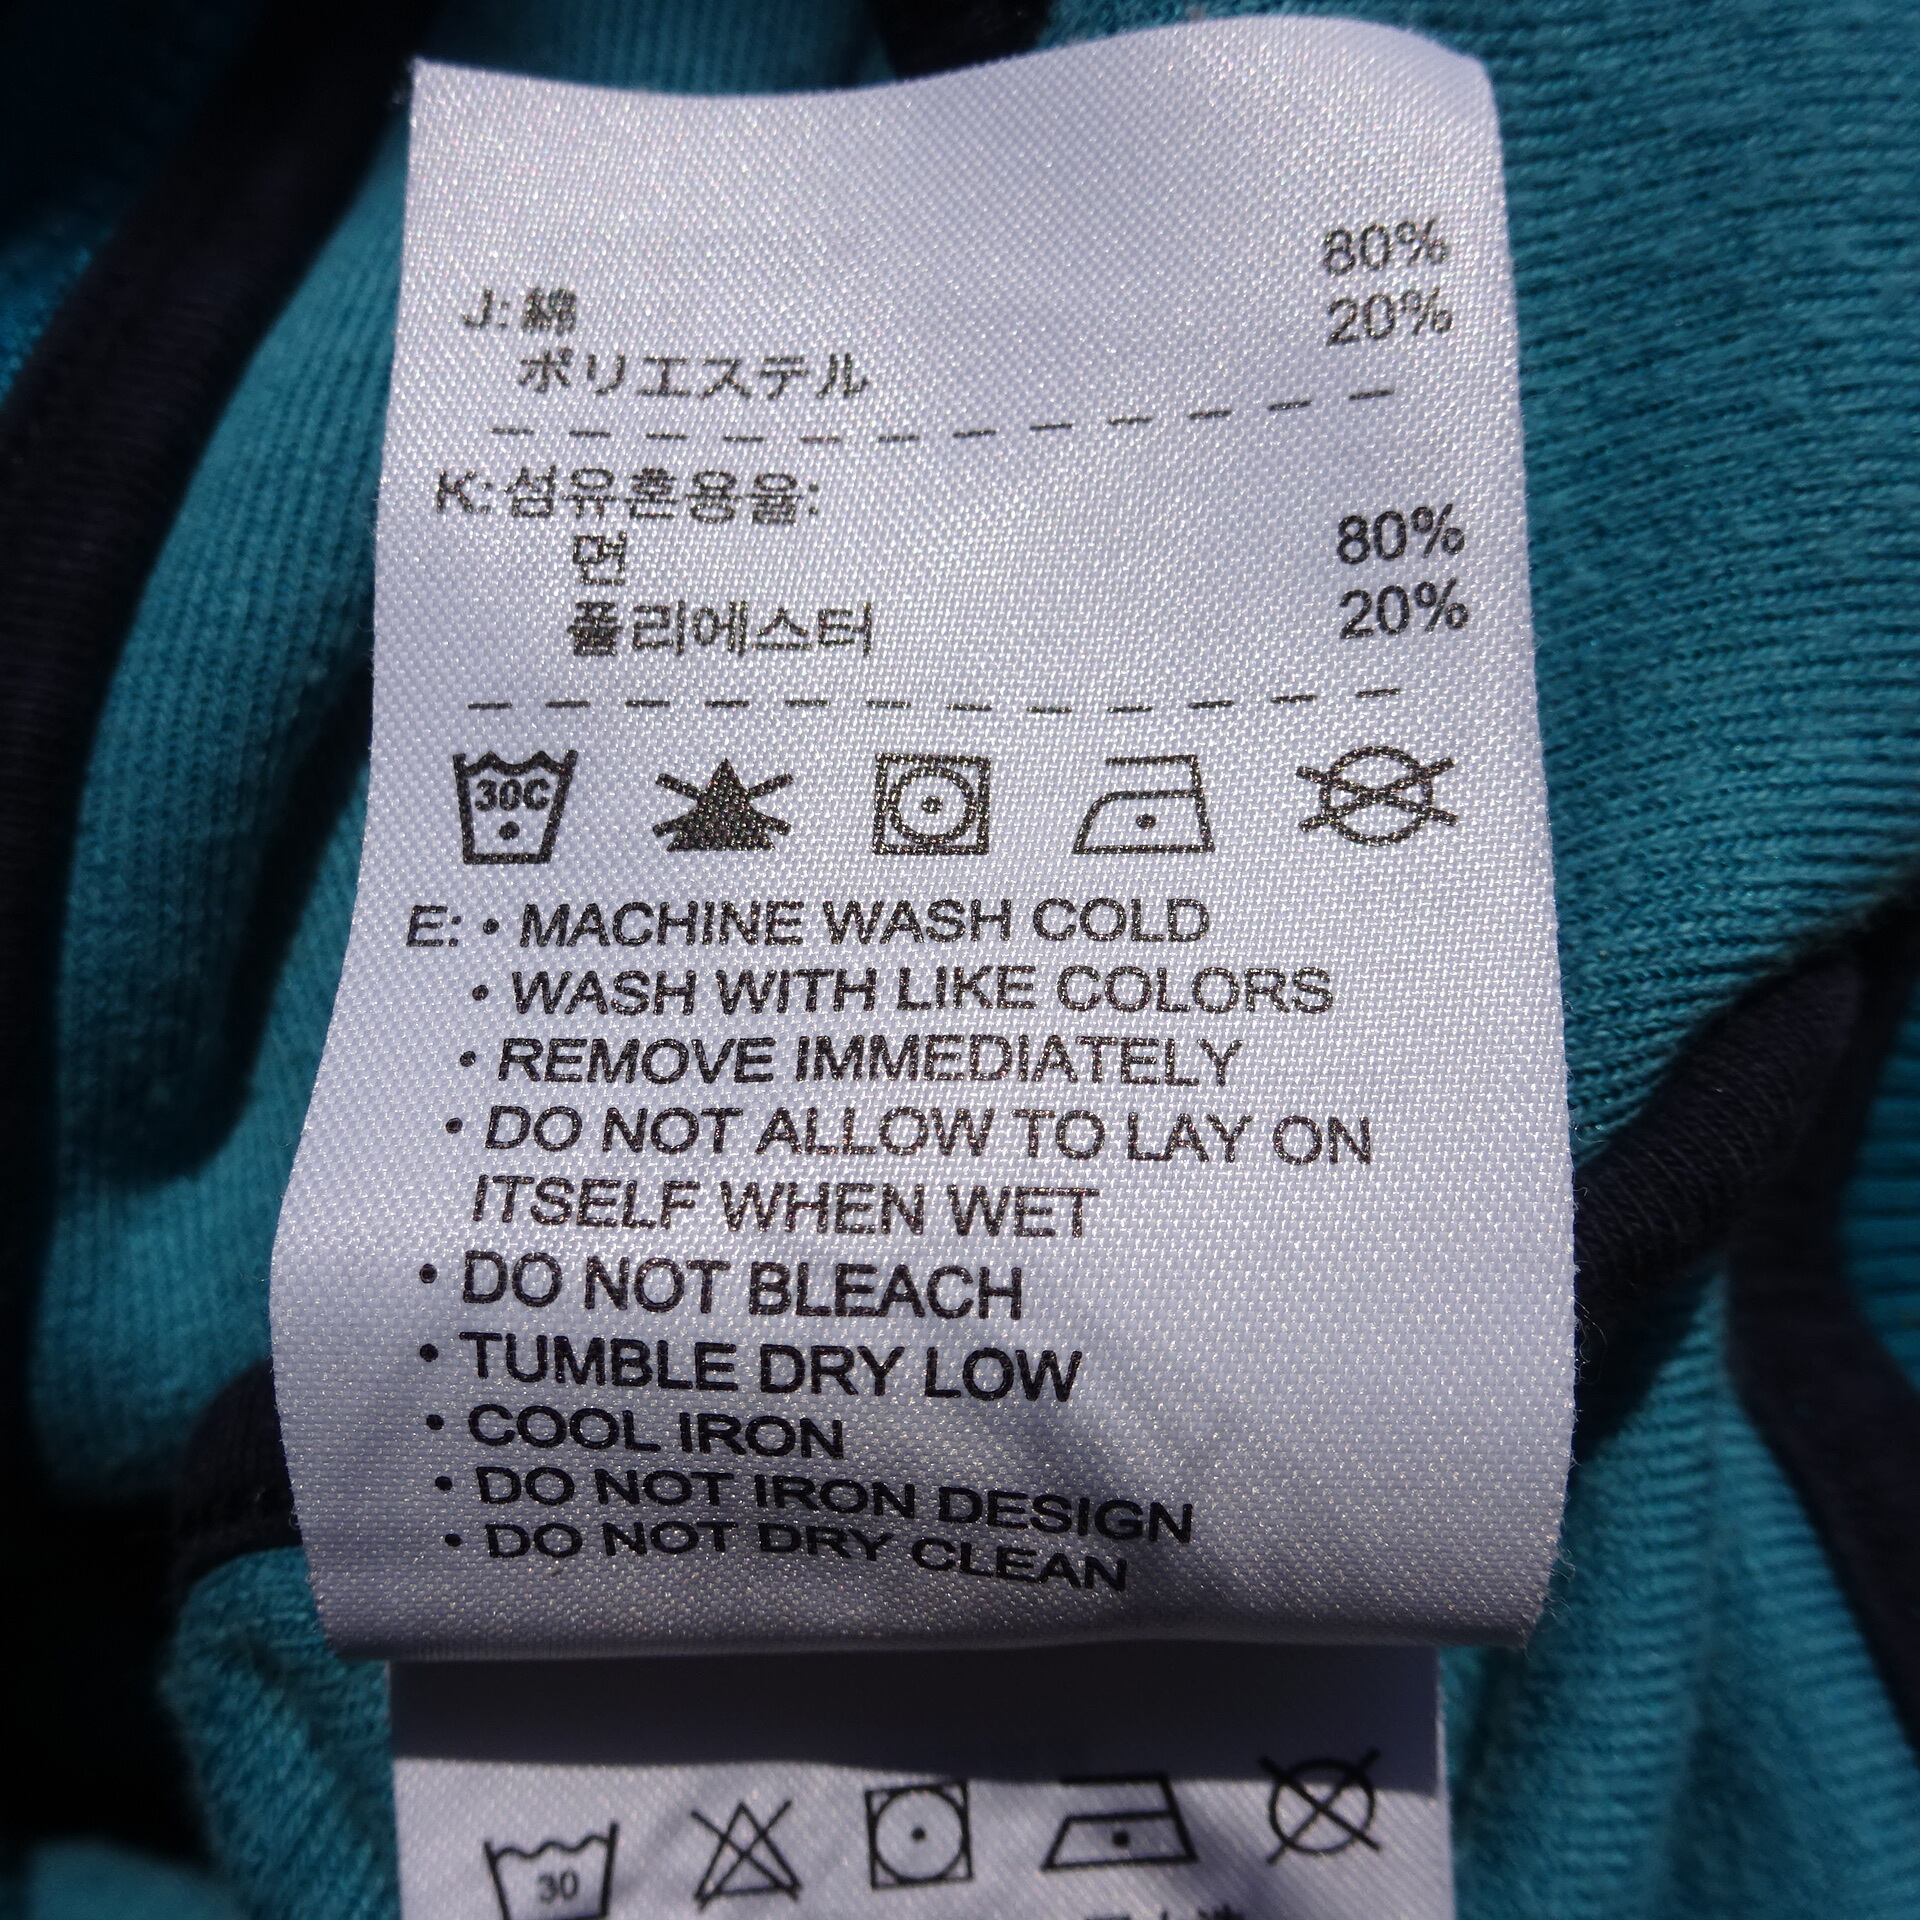 80%
J: 綿 20%
ポリエステル
K: 섬유혼용율:
면 80%
폴리에스터 20%
30C
E: • MACHINE WASH COLD
• WASH WITH LIKE COLORS
• REMOVE IMMEDIATELY
• DO NOT ALLOW TO LAY ON
ITSELF WHEN WET
• DO NOT BLEACH
• TUMBLE DRY LOW
• COOL IRON
• DO NOT IRON DESIGN
• DO NOT DRY CLEAN
30